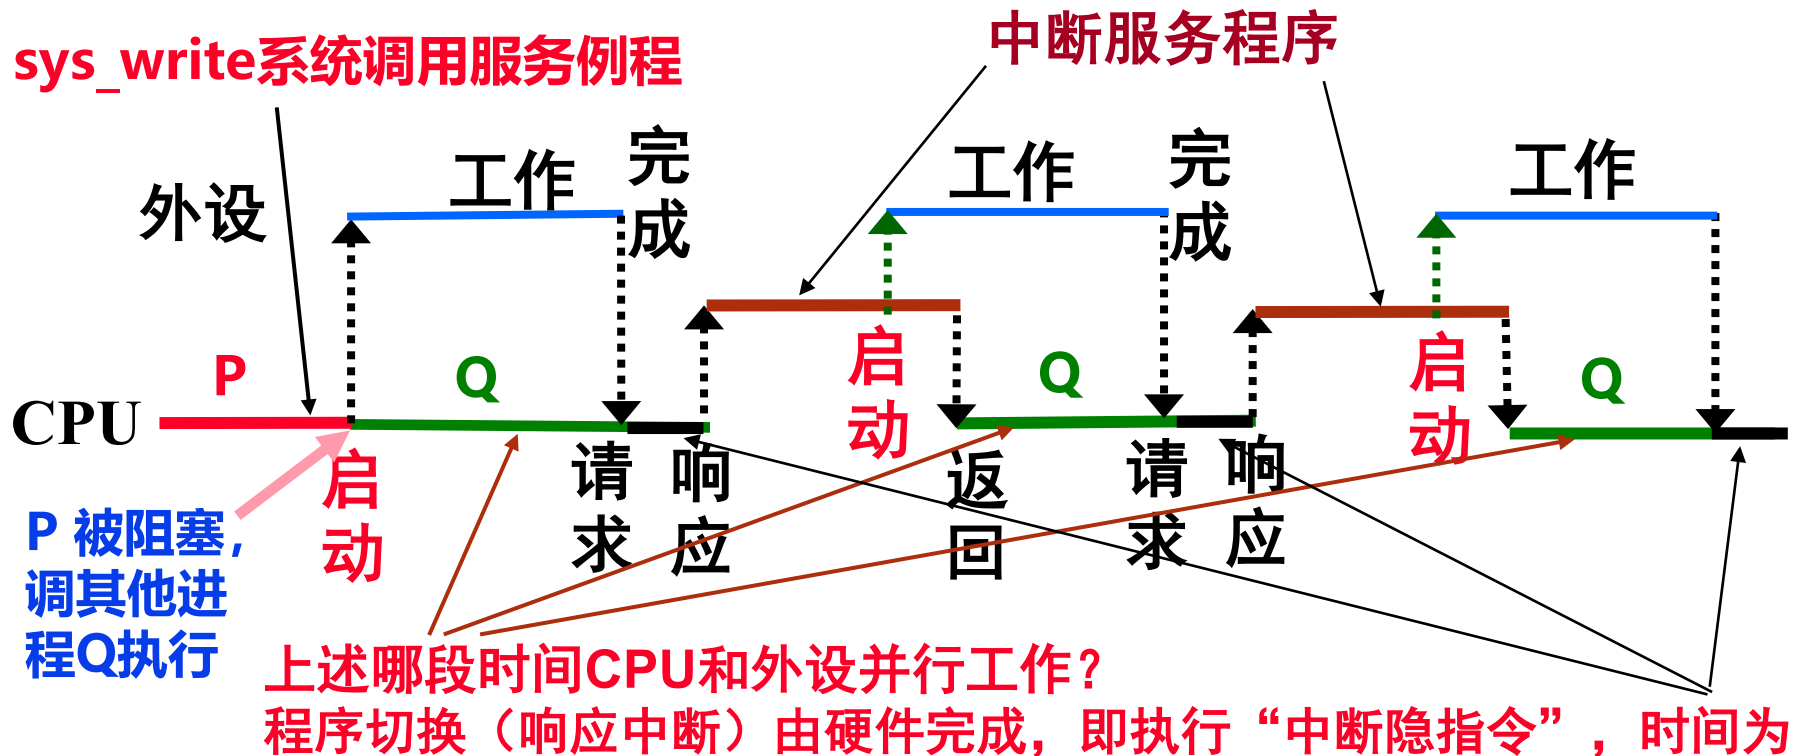 中断服务程序
sys_write系统调用服务例程
外设
工作
完成
工作
完成
工作
P
Q
启动
Q
启动
Q
CPU
启动
请求
响应
返回
请求
响应
P 被阻塞，
调其他进
程Q执行
上述哪段时间CPU和外设并行工作？
程序切换（响应中断）由硬件完成，即执行“中断隐指令”，时间为